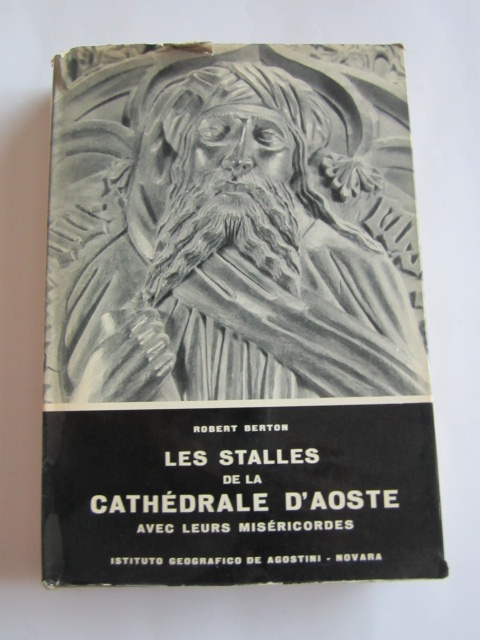 ROBERT BERTON
LES STALLES
DE LA
CATHÉDRALE D'AOSTE
AVEC LEURS MISÉRICORDES
ISTITUTO GEOGRAFICO DE AGOSTINI - NOVARA